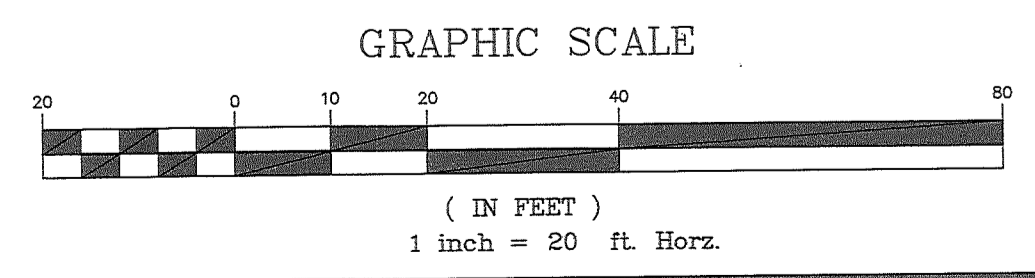 GRAPHIC SCALE
20 0 10 20 40 80
( IN FEET )
1 inch = 20 ft. Horz.